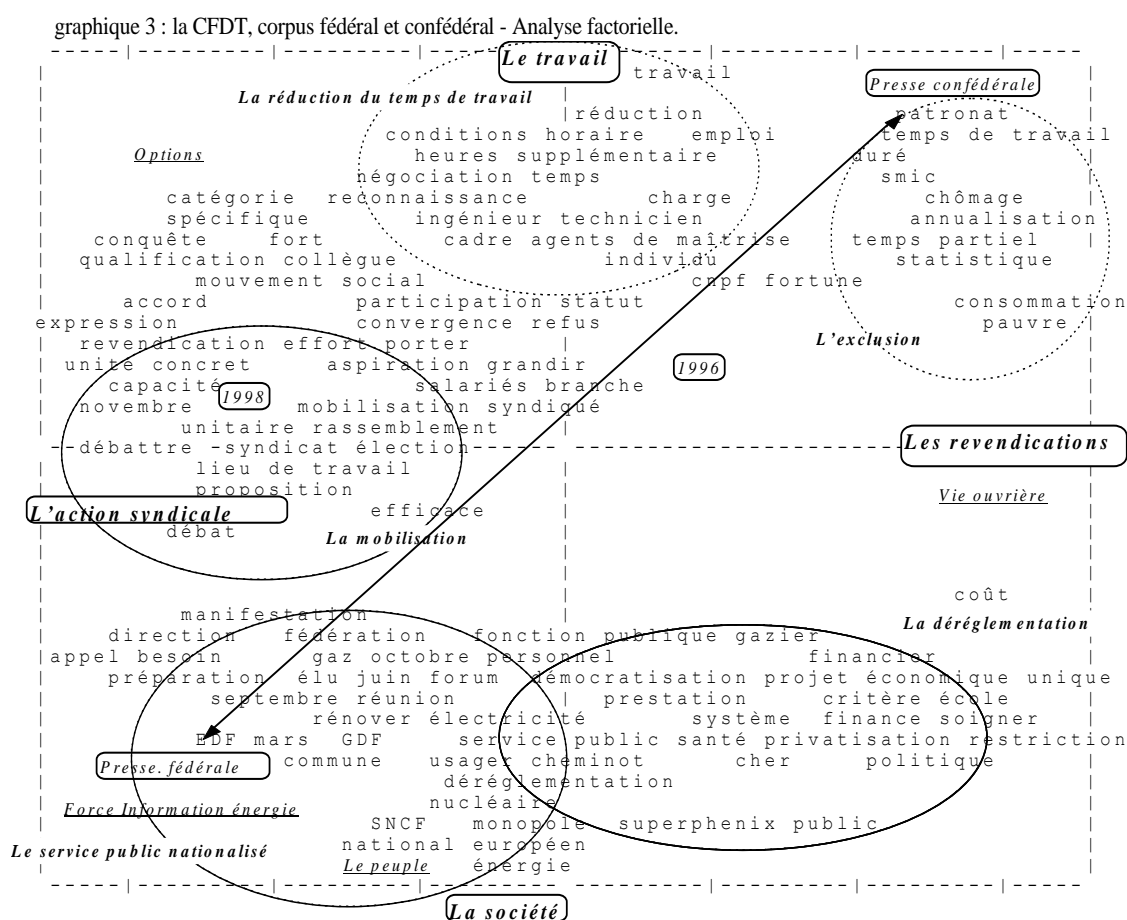 graphique 3 : la CFDT, corpus fédéral et confédéral - Analyse factorielle.
Le travail
travail
Presse confédérale
La réduction du temps de travail
réduction patronat
conditions horaire emploi temps de travail
Options heures supplémentaire duré
négociation temps smic
catégorie reconnaissance charge chômage
spécifique ingénieur technicien annualisation
conquête fort cadre agents de maîtrise temps partiel
qualification collègue individu statistique
mouvement social cnpf fortune
accord participation statut consommation
expression convergence refus pauvre
revendication effort porter L'exclusion
unité concret aspiration grandir 1996
capacité salariés branche
1998
novembre mobilisation syndiqué
unitaire rassemblement
débattre -syndicat élection Les revendications
lieu de travail
proposition Vie ouvrière
L'action syndicale efficace
débat La mobilisation
coût
manifestation La déréglementation
direction fédération fonction publique gazier
appel besoin gaz octobre personnel financier
préparation élu juin forum démocratisation projet économique unique
septembre réunion prestation critère école
rénover électricité système finance soigner
EDF mars GDF service public santé privatisation restriction
Presse. fédérale commune usager cheminot cher politique
déréglementation
Force Information énergie nucléaire
SNCF monopole superphenix public
Le service public nationalisé national européen
Le peuple énergie
La société